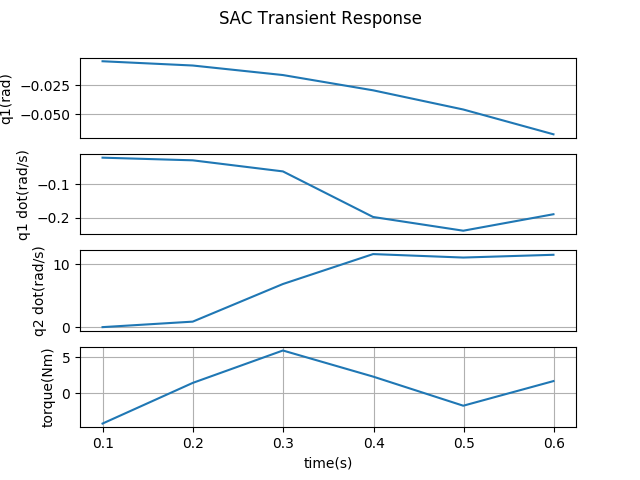 SAC Transient Response
−0.025
−0.050
q1(rad)
−0.1
−0.2
q1 dot(rad/s)
10
0
q2 dot(rad/s)
5
0
torque(Nm)
0.1 0.2 0.3 0.4 0.5 0.6
time(s)